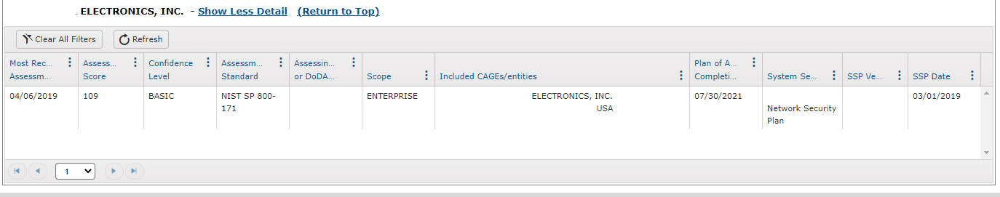 . ELECTRONICS, INC. - Show Less Detail (Return to Top)
Clear All Filters Refresh
Most Rec... Assess... Confidence Assessm... Assessin... Plan of A...
Assessm... Score Level Standard or DoDA... Scope Included CAGEs/entities Completi... System Se... SSP Ve... SSP Date
04/06/2019 109 BASIC NIST SP 800- ENTERPRISE ELECTRONICS, INC. 07/30/2021 03/01/2019
171 USA Network Security
Plan
1